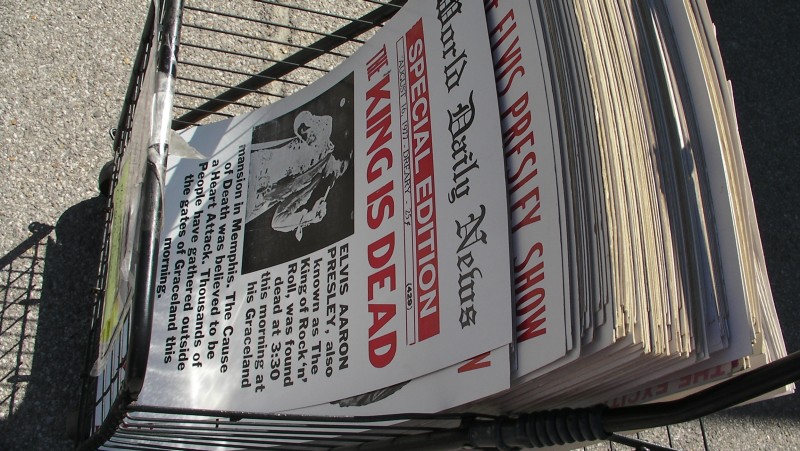 World Daily News
SPECIAL EDITION
(429)
AUGUST 16, 1977 - 25¢
THE 'KING IS DEAD
ELVIS AARON
PRESLEY, also
known as The
King of Rock 'n'
Roll, was found
dead at 3:30
this morning at
his Graceland
mansion in Memphis. The Cause
of Death was believed to be
a Heart Attack. Thousands of
People have gathered outside
the gates of Graceland this
morning.
ELVIS PRESLEY SHOW
THE EXCIT